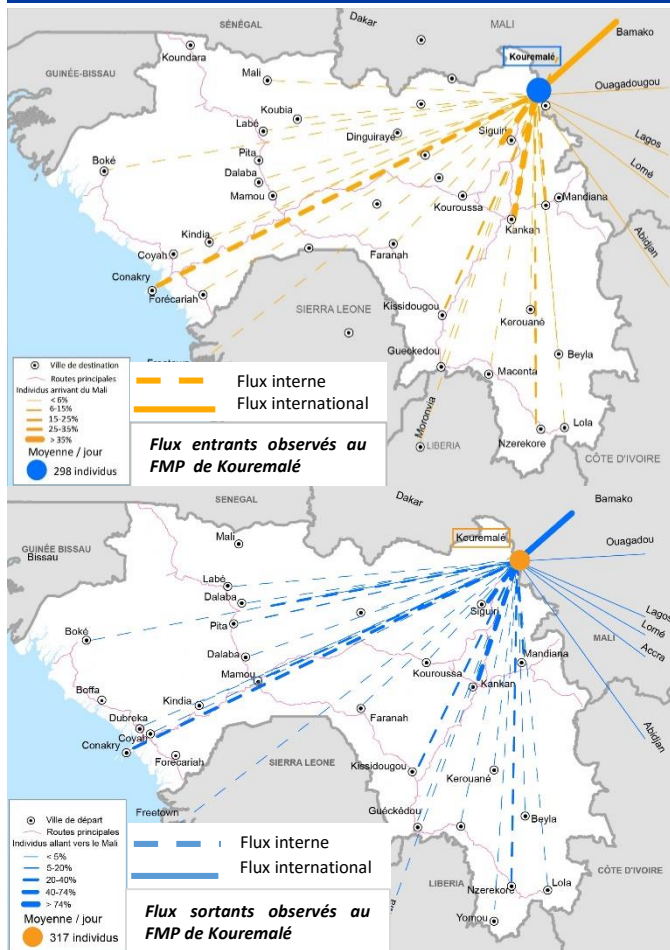 SÉNÉGAL
Dakar
MALI
Bamako
Kouremalé
Koundara
GUINÉE-BISSAU
Mali
Ouagadougou
Koubia
Labé
Dinguiraye
Siguiri
Lagos
Pita
Boké
Lomé
Dalaba
Mamou
Kouroussa
Mandiana
Kankan
Abidjan
Kindia
Coyah
Faranah
Conakry
Forécariah
SIERRA LEONE
Kissidougou
Kerouané
Gueckedou
Beyla
Macenta
Freetown
Moronvia
LIBERIA
Lola
Nzerekore
CÔTE D'IVOIRE
Ville de destination
Routes principales
Individus arrivant du Mali
< 6%
6-15%
15-25%
25-35%
> 35%
Moyenne / jour
298 individus
Flux interne
Flux international
Flux entrants observés au
FMP de Kouremalé
SENEGAL
Dakar
Bamako
Kouremalé
Mali
GUINÉE BISSAU
Bissau
Ouagadou
Labé
Dalaba
Siguiri
Lagos
Pita
Boké
Lomé
MALI
Accra
Dalaba
Mandiana
Mamou
Kouroussa
Kankan
Boffa
Kindia
Abidjan
Dubreka
Faranah
Coyah
Conakry
Forécariah
SIERRA LEONE
Kissidougou
Kerouané
Freetown
Guéckédou
Beyla
CÔTE D'IVOIRE
LIBERIA
Nzerekore
Lola
Yomou
Ville de départ
Routes principales
Individus allant vers le Mali
< 5%
5-20%
20-40%
40-74%
> 74%
Moyenne / jour
317 individus
Flux interne
Flux international
Flux sortants observés au
FMP de Kouremalé